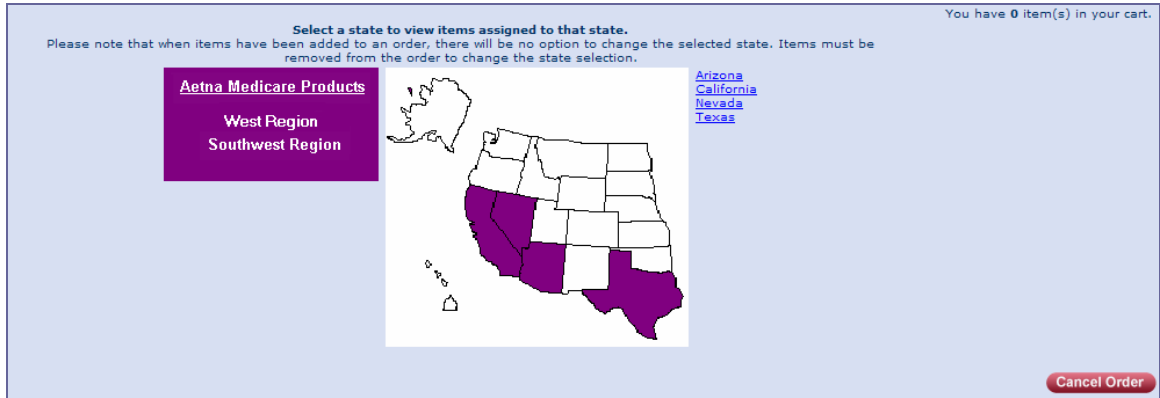 You have 0 item(s) in your cart.
Select a state to view items assigned to that state.
Please note that when items have been added to an order, there will be no option to change the selected state. Items must be
removed from the order to change the state selection.
Aetna Medicare Products
West Region
Southwest Region
Arizona
California
Nevada
Texas
Cancel Order